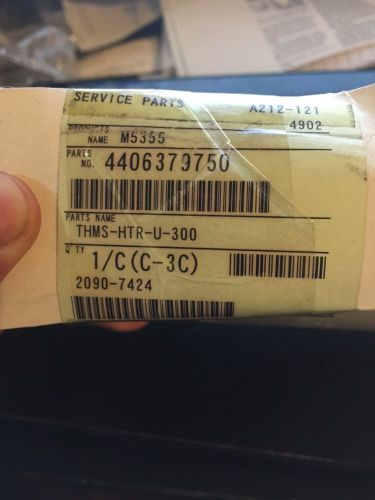 SERVICE PARTS A212-121
4902
PRODUCTS NAME M5355
PARTS NO. 4406379750
PARTS NAME
THMS-HTR-U-300
Q'TY 1/C(C-3C)
2090-7424